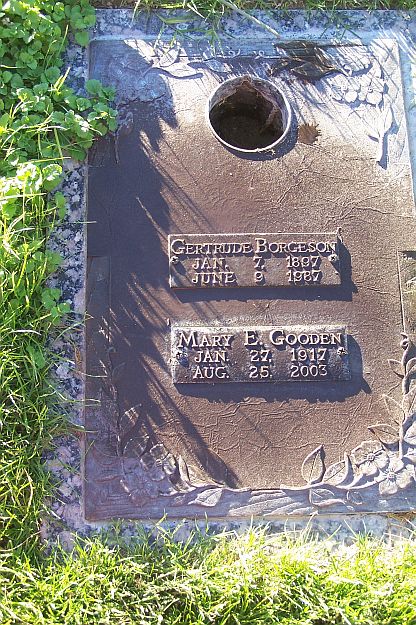 GERTRUDE BORGESON
JAN. 7, 1897
JUNE 9, 1987
MARY E. GOODEN
JAN. 27, 1917
AUG. 25, 2003